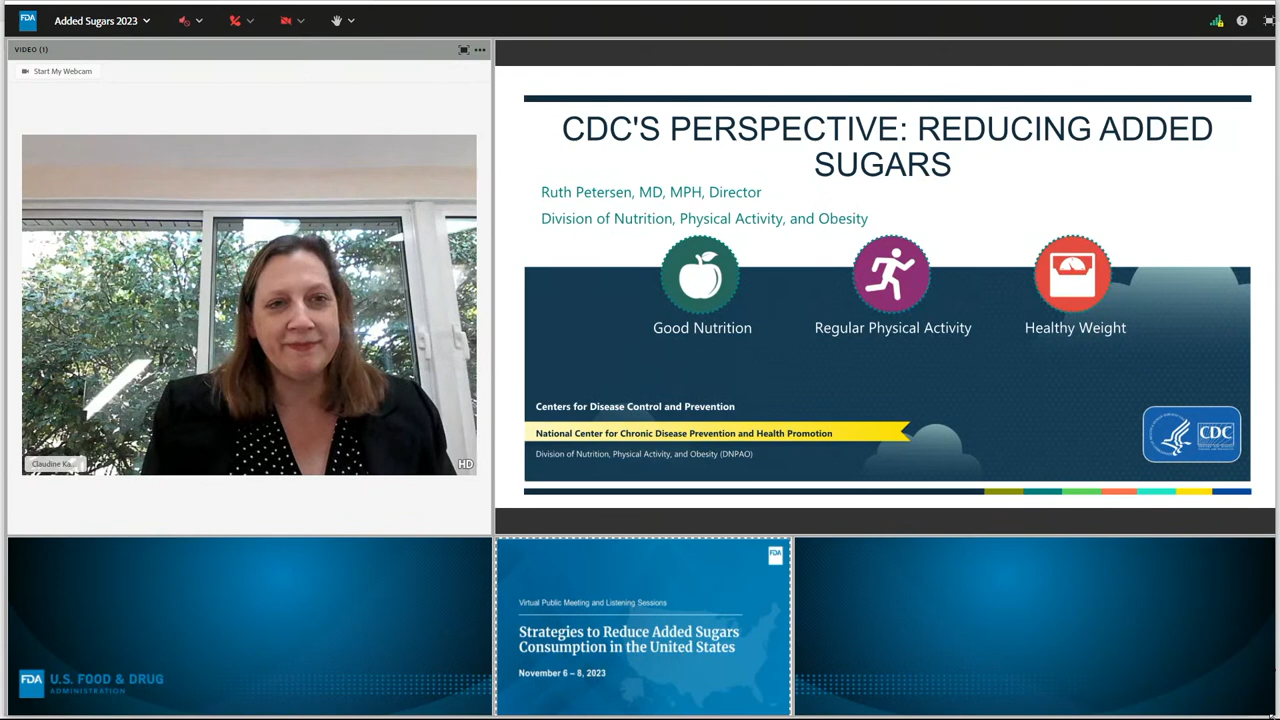 FDA
Added Sugars 2023
VIDEO (1)
Start My Webcam
Claudine Ka...
HD
CDC'S PERSPECTIVE: REDUCING ADDED
SUGARS
Ruth Petersen, MD, MPH, Director
Division of Nutrition, Physical Activity, and Obesity
Good Nutrition
Regular Physical Activity
Healthy Weight
Centers for Disease Control and Prevention
National Center for Chronic Disease Prevention and Health Promotion
Division of Nutrition, Physical Activity, and Obesity (DNPAO)
CDC
FDA
Virtual Public Meeting and Listening Sessions
Strategies to Reduce Added Sugars
Consumption in the United States
November 6 – 8, 2023
FDA U.S. FOOD & DRUG
ADMINISTRATION